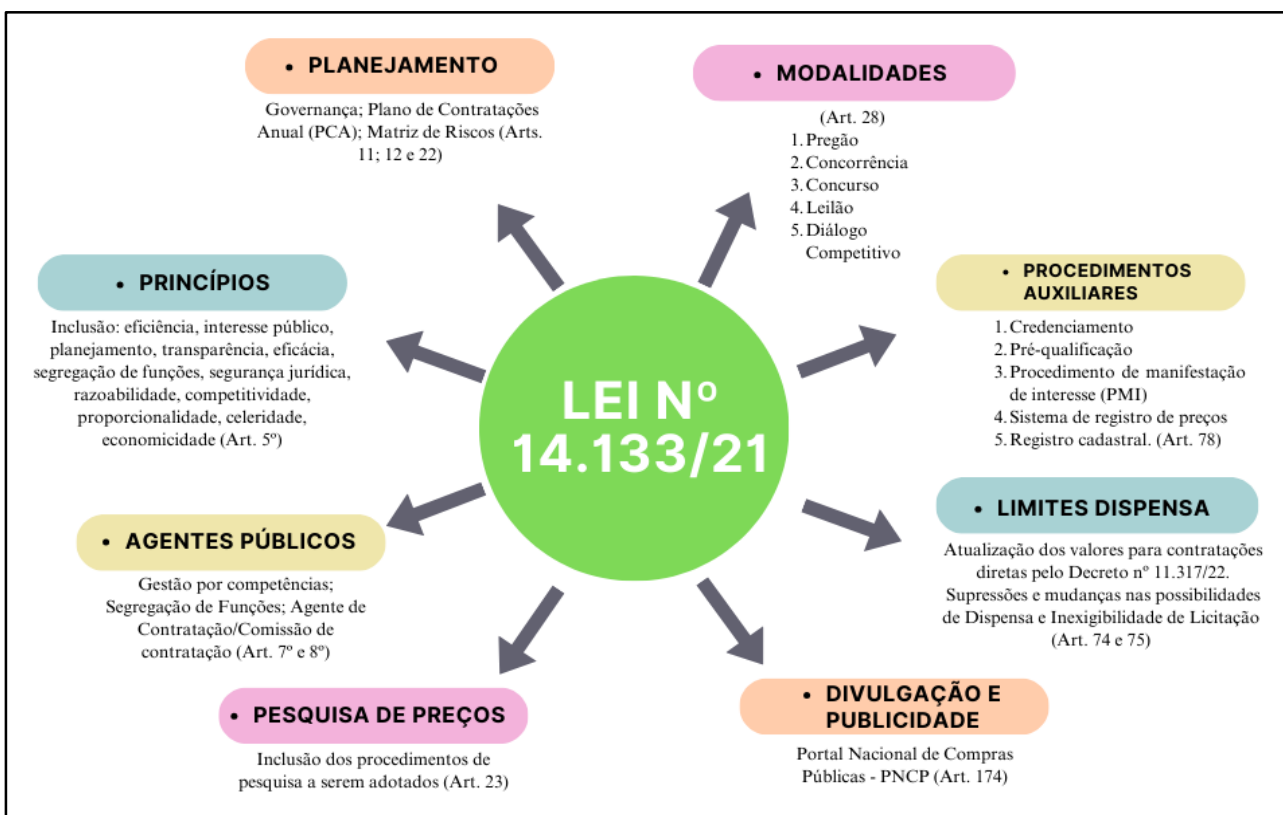 • PLANEJAMENTO
Governança; Plano de Contratações
Anual (PCA); Matriz de Riscos (Arts.
11; 12 e 22)
• MODALIDADES
(Art. 28)
1. Pregão
2. Concorrência
3. Concurso
4. Leilão
5. Diálogo
Competitivo
• PRINCÍPIOS
Inclusão: eficiência, interesse público,
planejamento, transparência, eficácia,
segregação de funções, segurança jurídica,
razoabilidade, competitividade,
proporcionalidade, celeridade,
economicidade (Art. 5º)
• PROCEDIMENTOS
AUXILIARES
1. Credenciamento
2. Pré-qualificação
3. Procedimento de manifestação
de interesse (PMI)
4. Sistema de registro de preços
5. Registro cadastral. (Art. 78)
LEI Nº
14.133/21
• AGENTES PÚBLICOS
Gestão por competências;
Segregação de Funções; Agente de
Contratação/Comissão de
contratação (Art. 7º e 8º)
• LIMITES DISPENSA
Atualização dos valores para contratações
diretas pelo Decreto nº 11.317/22.
Supressões e mudanças nas possibilidades
de Dispensa e Inexigibilidade de Licitação
(Art. 74 e 75)
• PESQUISA DE PREÇOS
Inclusão dos procedimentos de
pesquisa a serem adotados (Art. 23)
• DIVULGAÇÃO E
PUBLICIDADE
Portal Nacional de Compras
Públicas - PNCP (Art. 174)